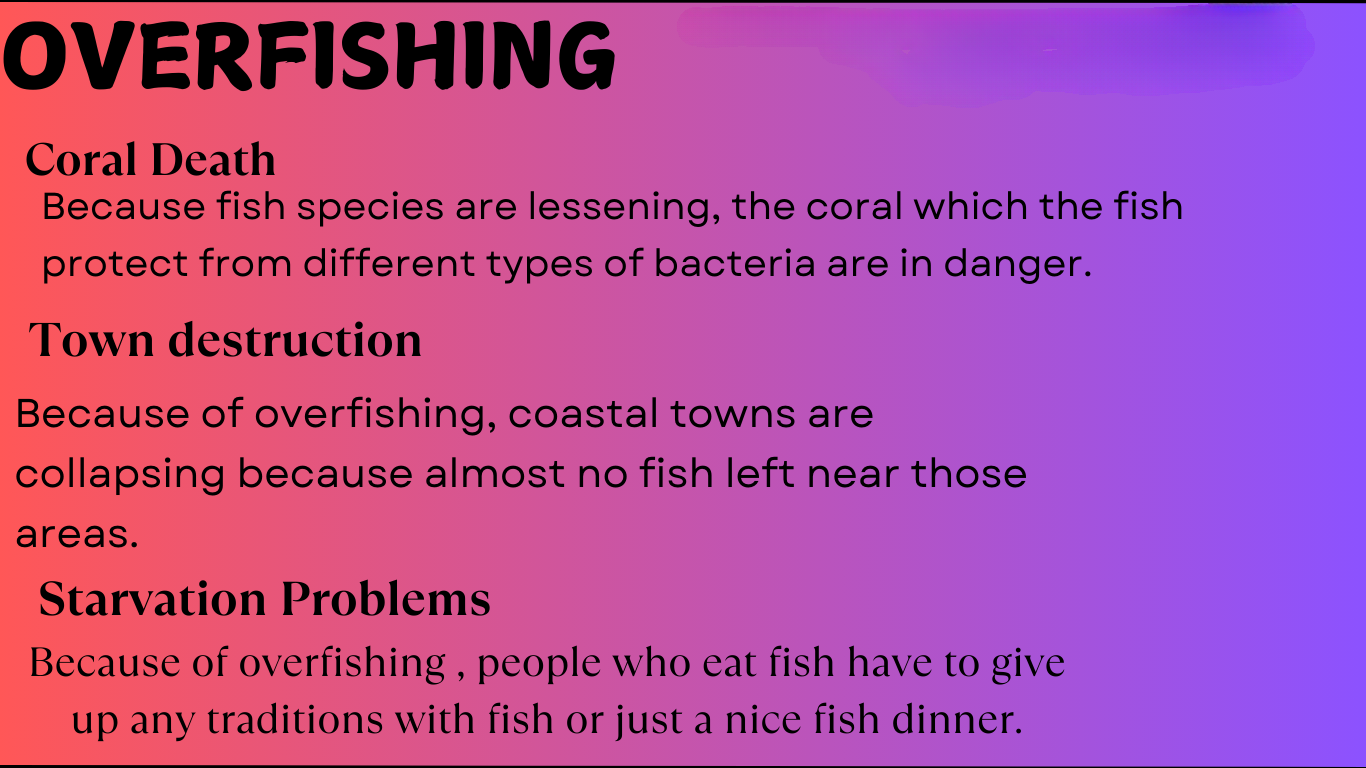 OVERFISHING
Coral Death
Because fish species are lessening, the coral which the fish
protect from different types of bacteria are in danger.
Town destruction
Because of overfishing, coastal towns are
collapsing because almost no fish left near those
areas.
Starvation Problems
Because of overfishing , people who eat fish have to give
up any traditions with fish or just a nice fish dinner.